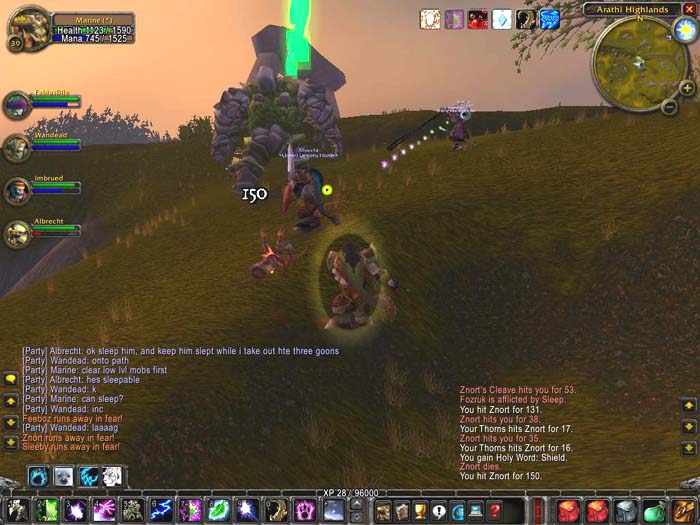 Marine (*)
Health 1123 / 1590
Mana 745 / 1525
39
Arathi Highlands
N
Wandead
imbrued
Albrecht
Albrecht
150
[Party] Albrecht: ok sleep him, and keep him slept while i take out hte three goons
[Party] Wandead: onto path
[Party] Marine: clear low lvl mobs first
[Party] Albrecht: hes sleepable
[Party] Wandead: k
[Party] Marine: can sleep?
[Party] Wandead: inc
Feeboz runs away in fear!
[Party] Wandead: laaaag
Znort runs away in fear!
Sleeby runs away in fear!
Znort's Cleave hits you for 53.
Fozruk is afflicted by Sleep.
You hit Znort for 131.
Znort hits you for 38.
Your Thorns hits Znort for 17.
Znort hits you for 35.
Your Thorns hits Znort for 16.
You gain Holy Word: Shield.
Znort dies.
You hit Znort for 150.
XP 28 / 96000